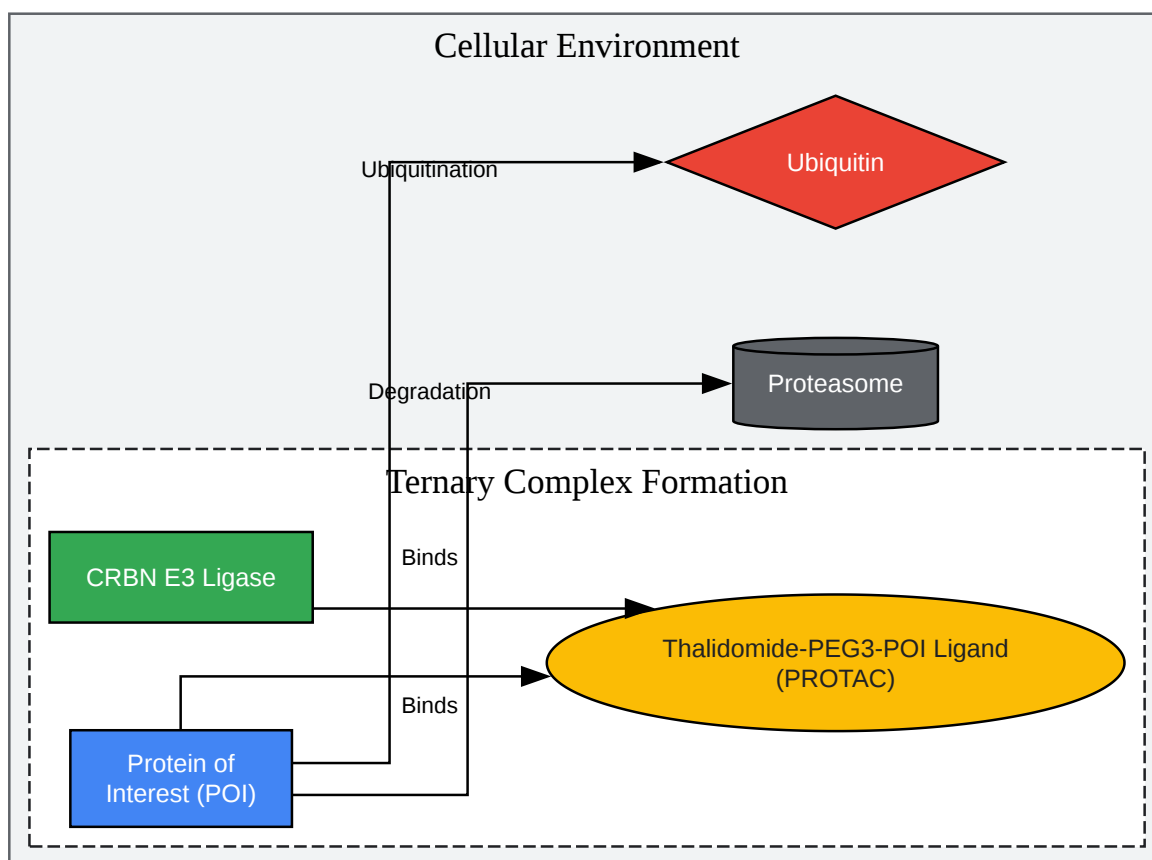 Cellular Environment
Ubiquitin
Ubiquitination
Proteasome
Degradation
Ternary Complex Formation
Binds
CRBN E3 Ligase
Thalidomide-PEG3-POI Ligand
(PROTAC)
Binds
Protein of
Interest (POI)